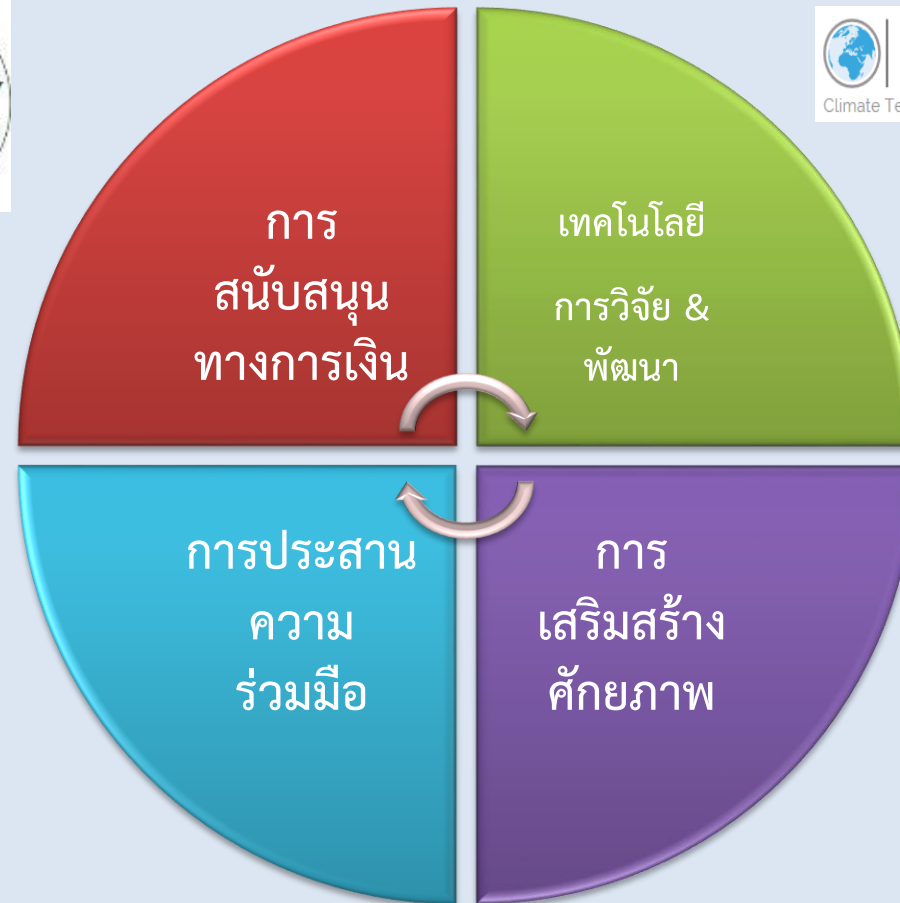 การ
สนับสนุน
ทางการเงิน
เทคโนโลยี
การวิจัย &
พัฒนา
การประสาน
ความ
ร่วมมือ
การ
เสริมสร้าง
ศักยภาพ
Climate